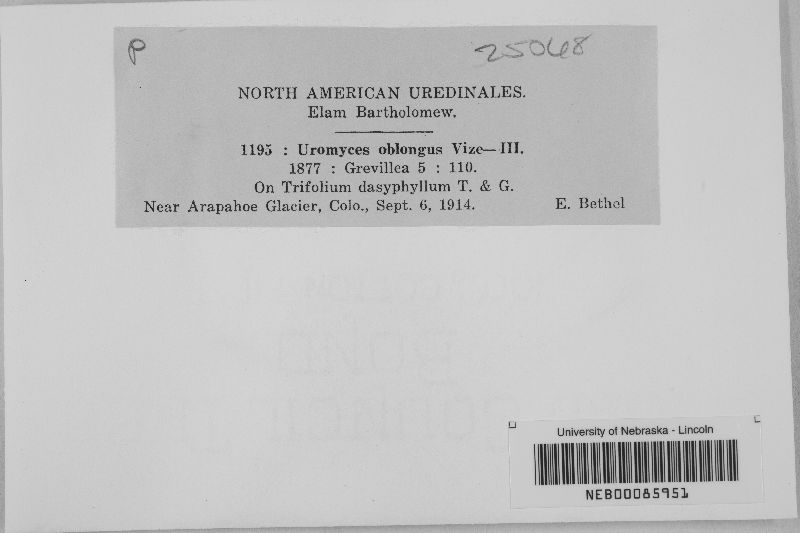 P
25068
NORTH AMERICAN UREDINALES.
Elam Bartholomew.
1195 : Uromyces oblongus Vize—III.
1877 : Grevillea 5 : 110.
On Trifolium dasyphyllum T. & G.
Near Arapahoe Glacier, Colo., Sept. 6, 1914. E. Bethel
University of Nebraska - Lincoln
NEB00085951